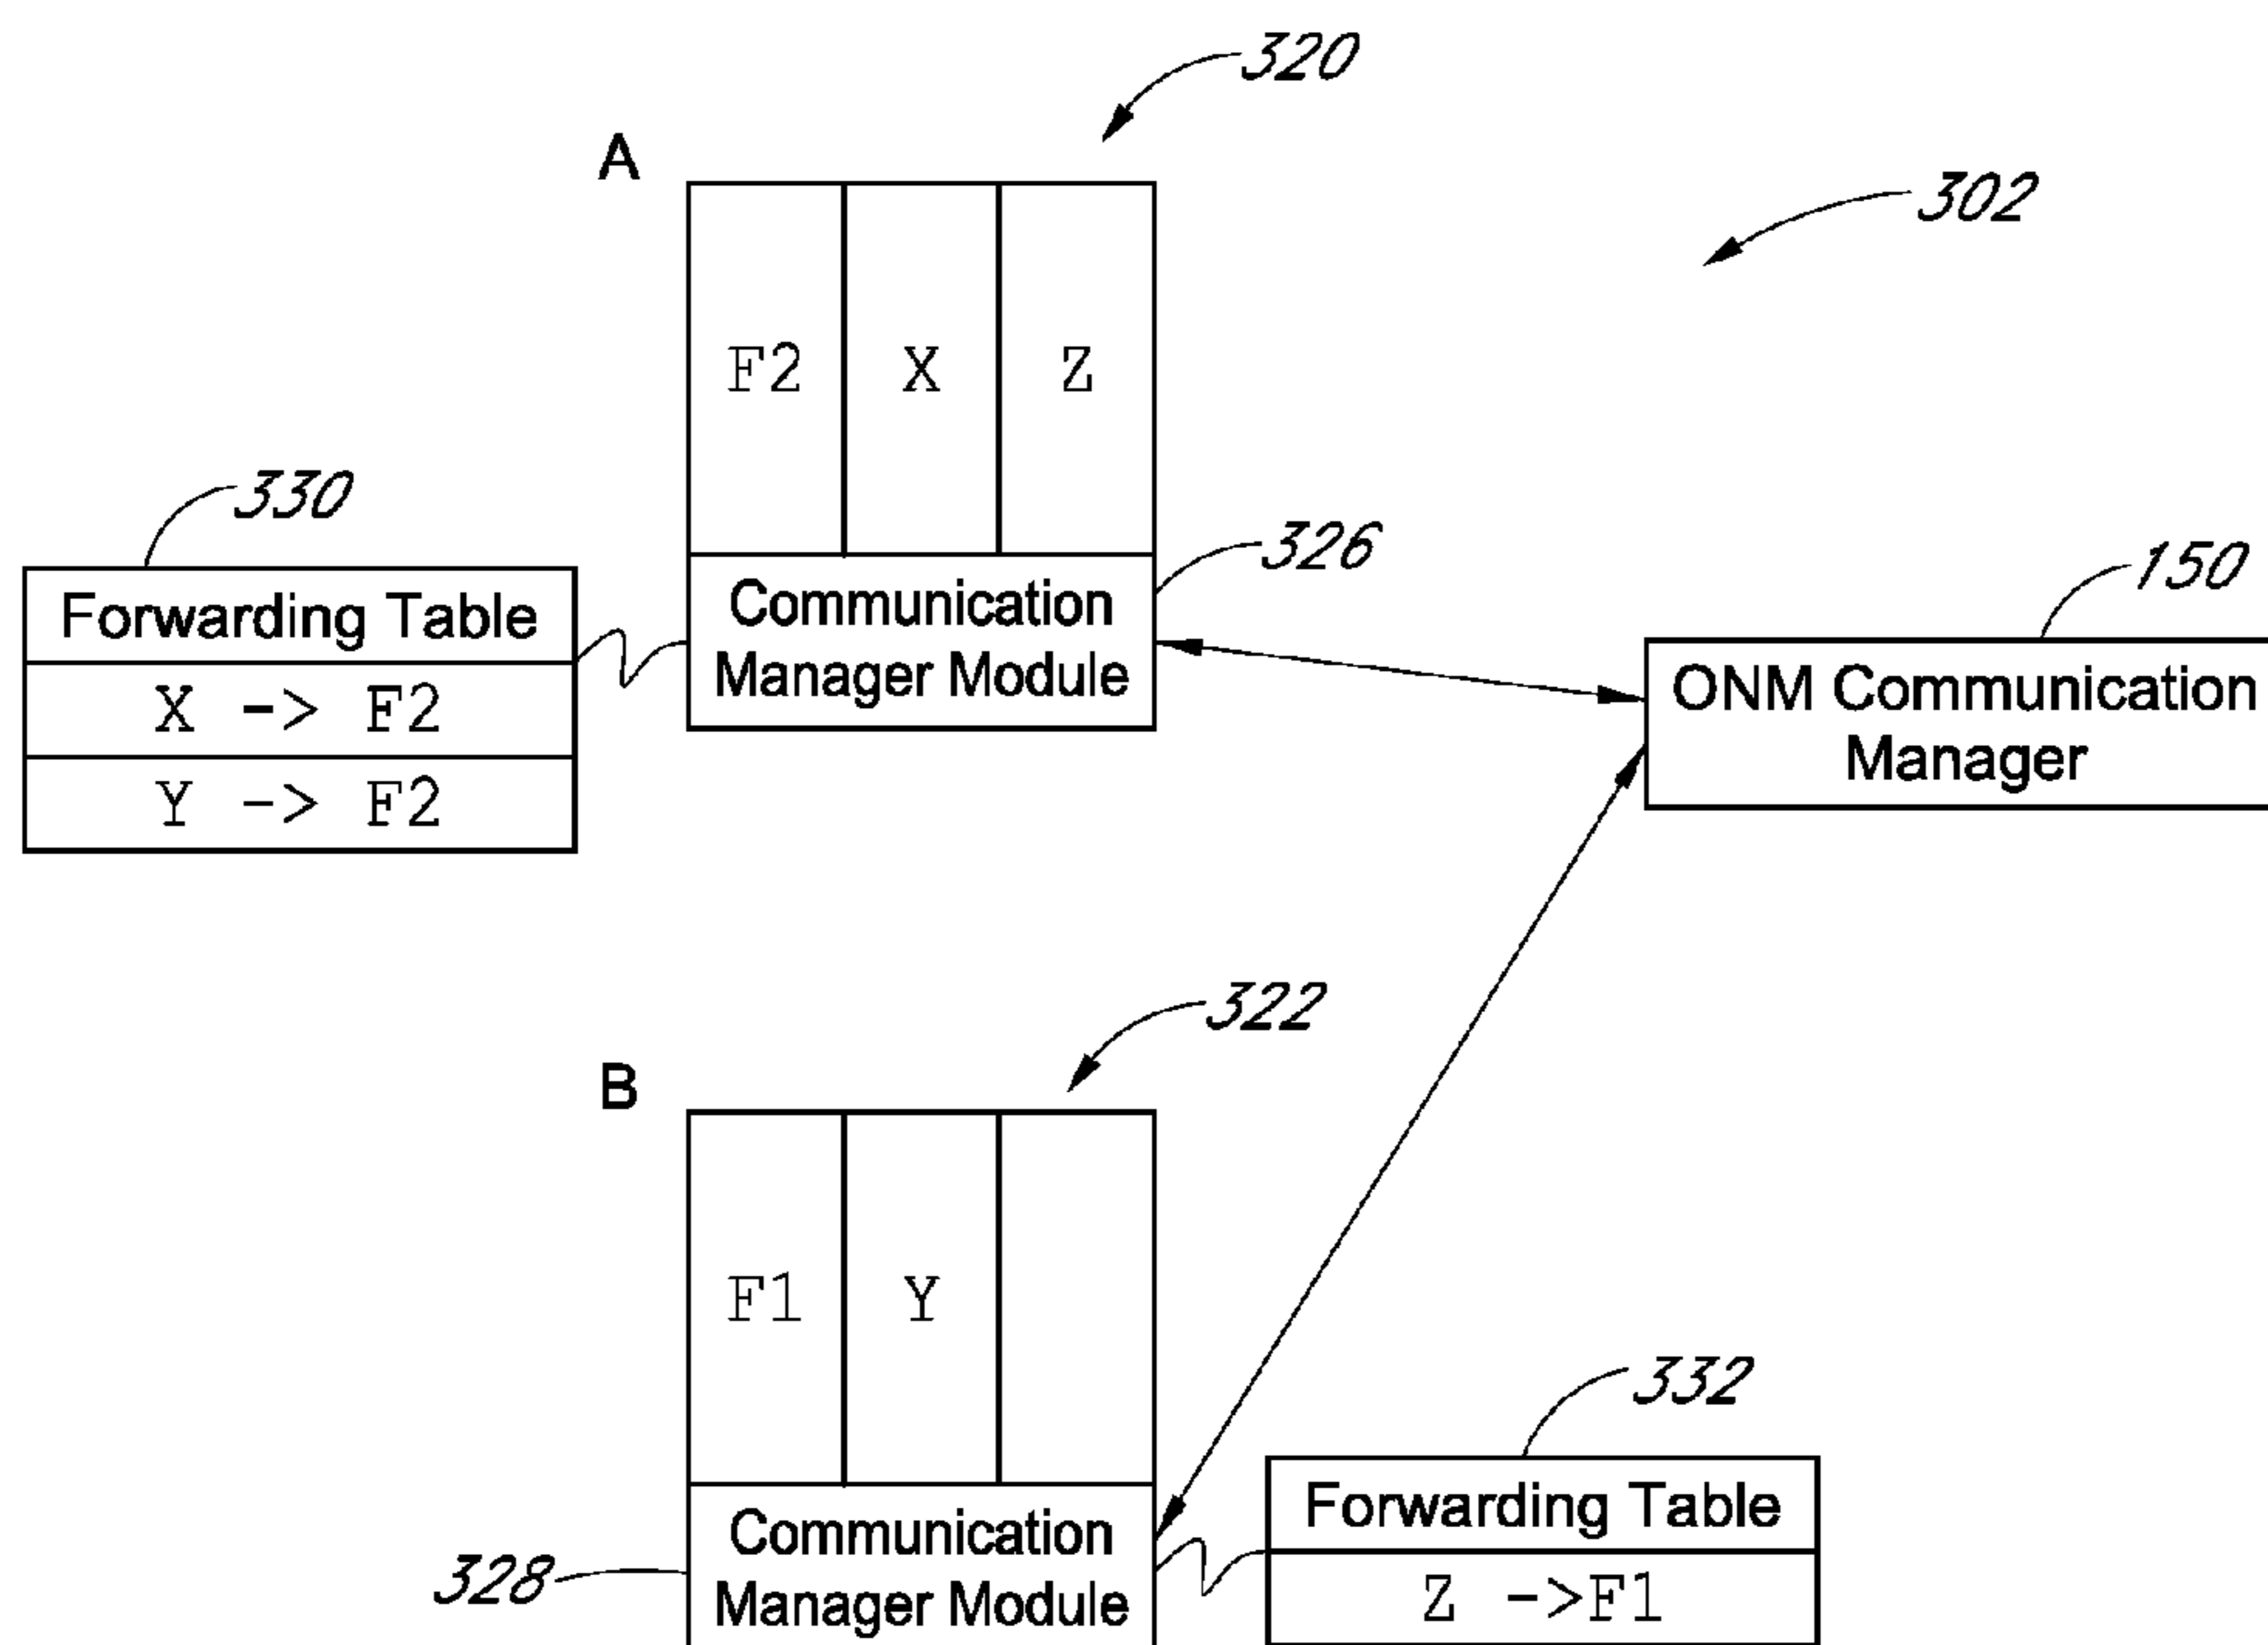 320
A
302
F2 X Z
330
326
150
Forwarding Table
X -> F2
Y -> F2
Communication
Manager Module
ONM Communication
Manager
322
B
F1 Y
332
328
Communication
Manager Module
Forwarding Table
Z ->F1